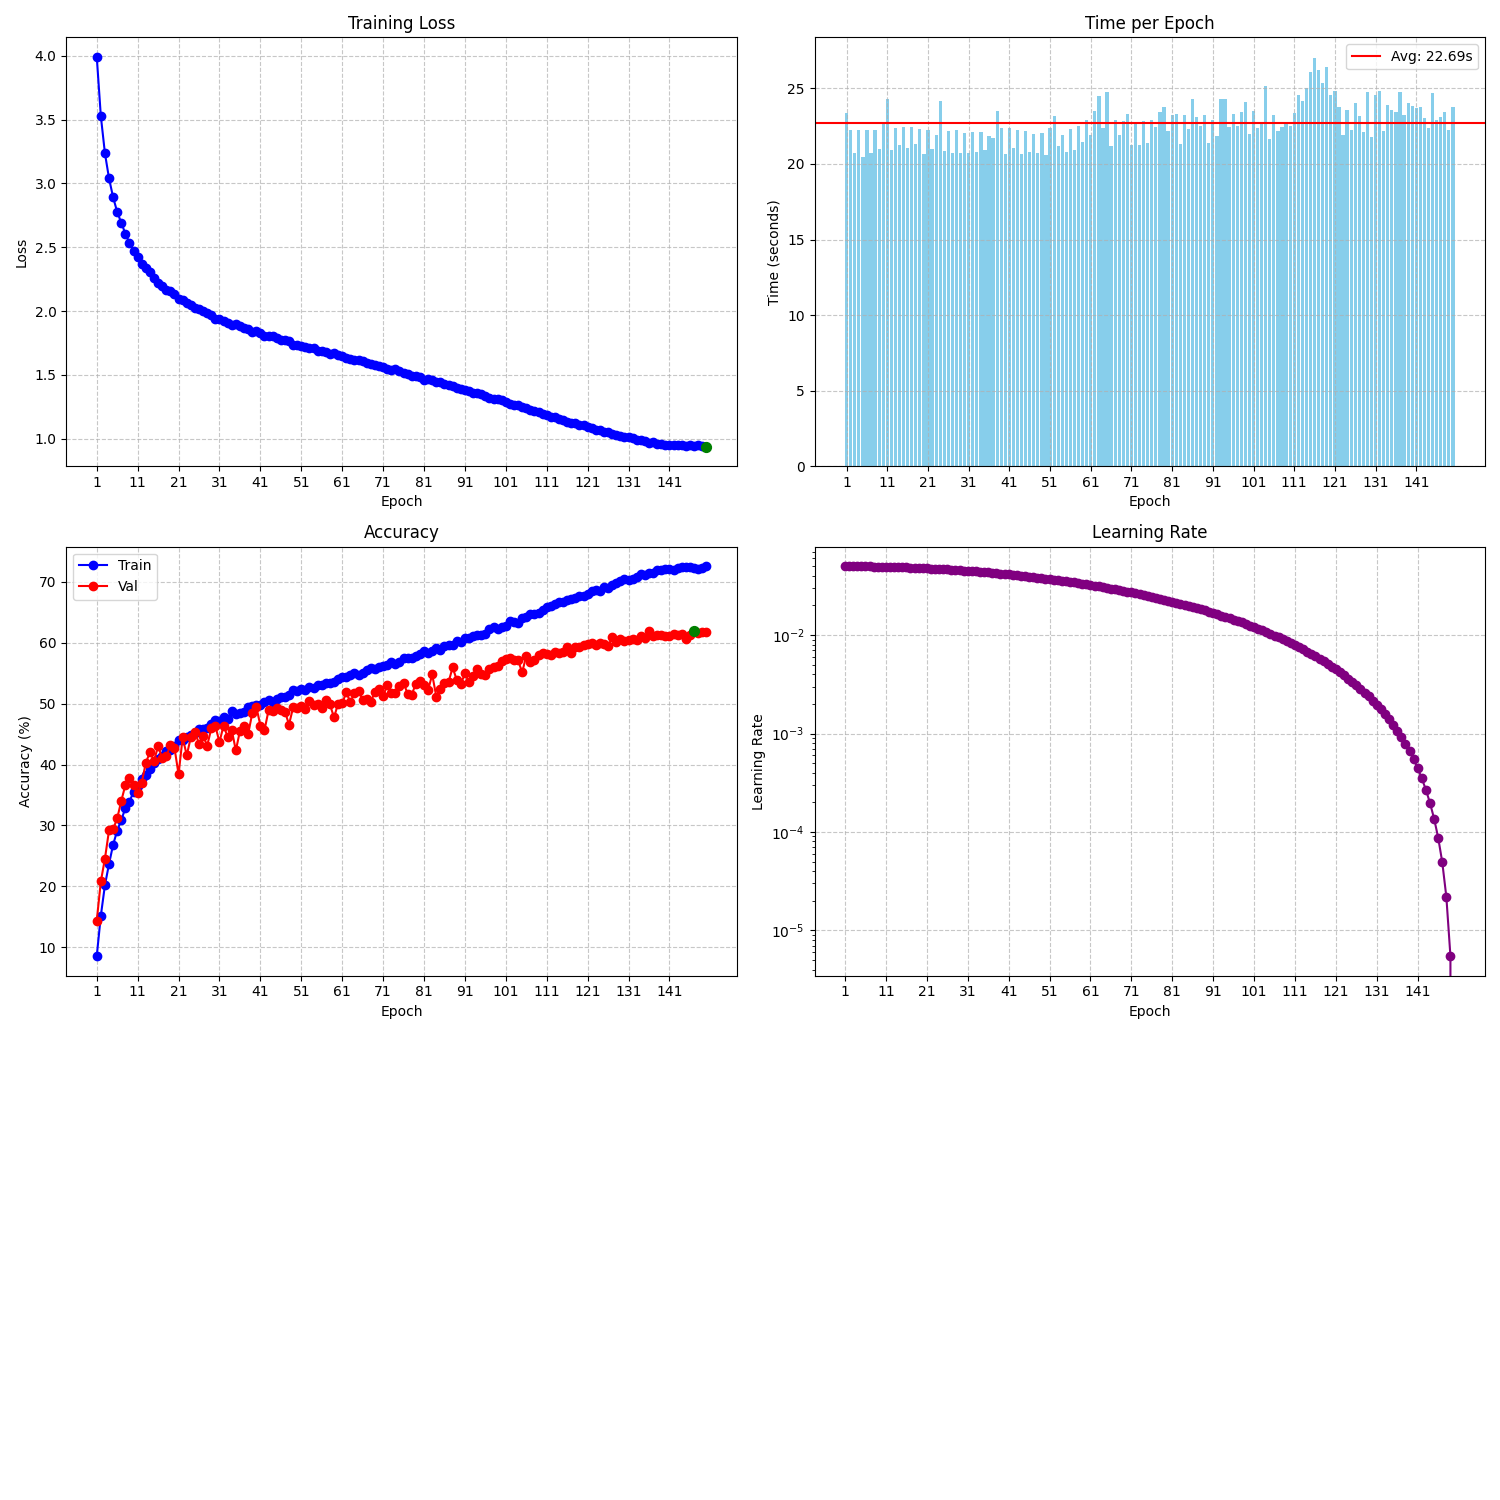 Training Loss
4.0
3.5
3.0
2.5
2.0
1.5
1.0
Loss
1 11 21 31 41 51 61 71 81 91 101 111 121 131 141
Epoch
Time per Epoch
Avg: 22.69s
25
20
15
10
5
0
Time (seconds)
1 11 21 31 41 51 61 71 81 91 101 111 121 131 141
Epoch
Accuracy
Train
Val
70
60
50
40
30
20
10
Accuracy (%)
1 11 21 31 41 51 61 71 81 91 101 111 121 131 141
Epoch
Learning Rate
10⁻²
10⁻³
10⁻⁴
10⁻⁵
Learning Rate
1 11 21 31 41 51 61 71 81 91 101 111 121 131 141
Epoch